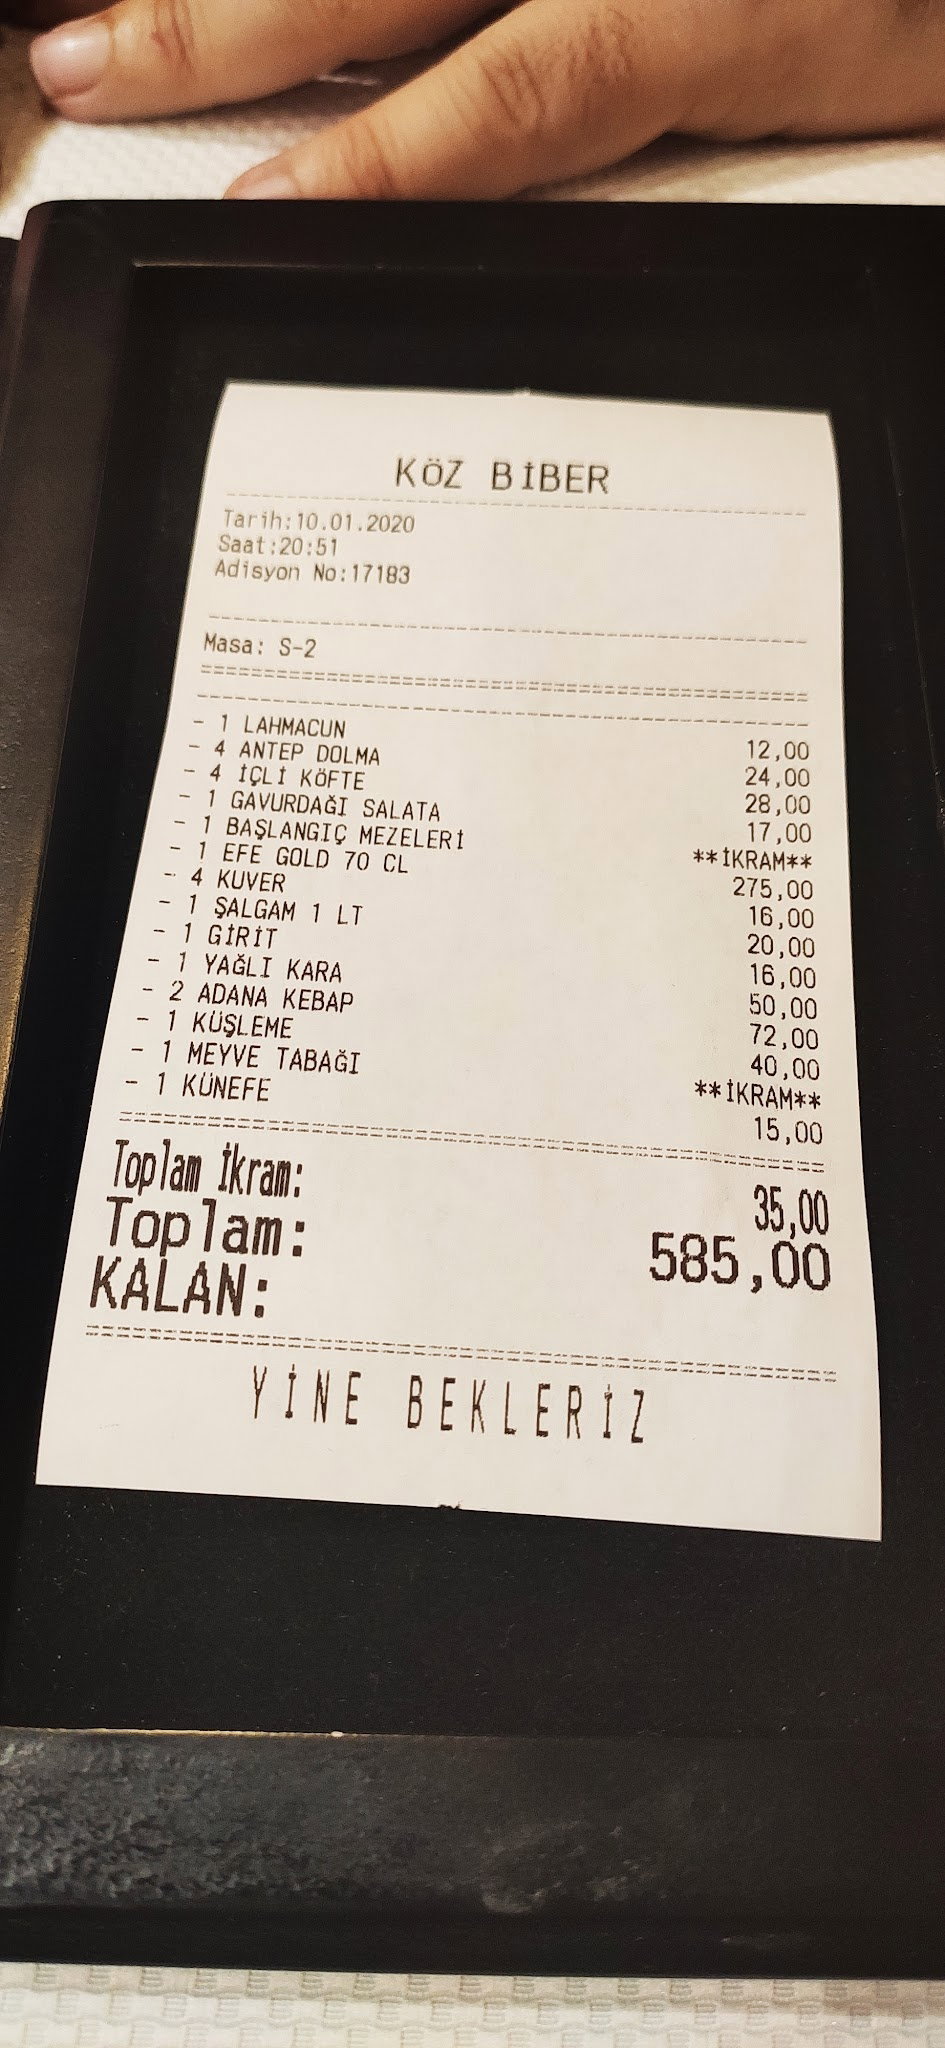 KÖZ BİBER
Tarih:10.01.2020
Saat:20:51
Adisyon No:17183
Masa: S-2
- 1 LAHMACUN 12,00
- 4 ANTEP DOLMA 24,00
- 4 İÇLİ KÖFTE 28,00
- 1 GAVURDAĞI SALATA 17,00
- 1 BAŞLANGIÇ MEZELERİ **İKRAM**
- 1 EFE GOLD 70 CL 275,00
- 4 KUVER 16,00
- 1 ŞALGAM 1 LT 20,00
- 1 GİRİT 16,00
- 1 YAĞLI KARA 50,00
- 2 ADANA KEBAP 72,00
- 1 KÜŞLEME 40,00
- 1 MEYVE TABAĞI **İKRAM**
- 1 KÜNEFE 15,00
Toplam İkram: 35,00
Toplam: 585,00
KALAN:
YİNE BEKLERİZ